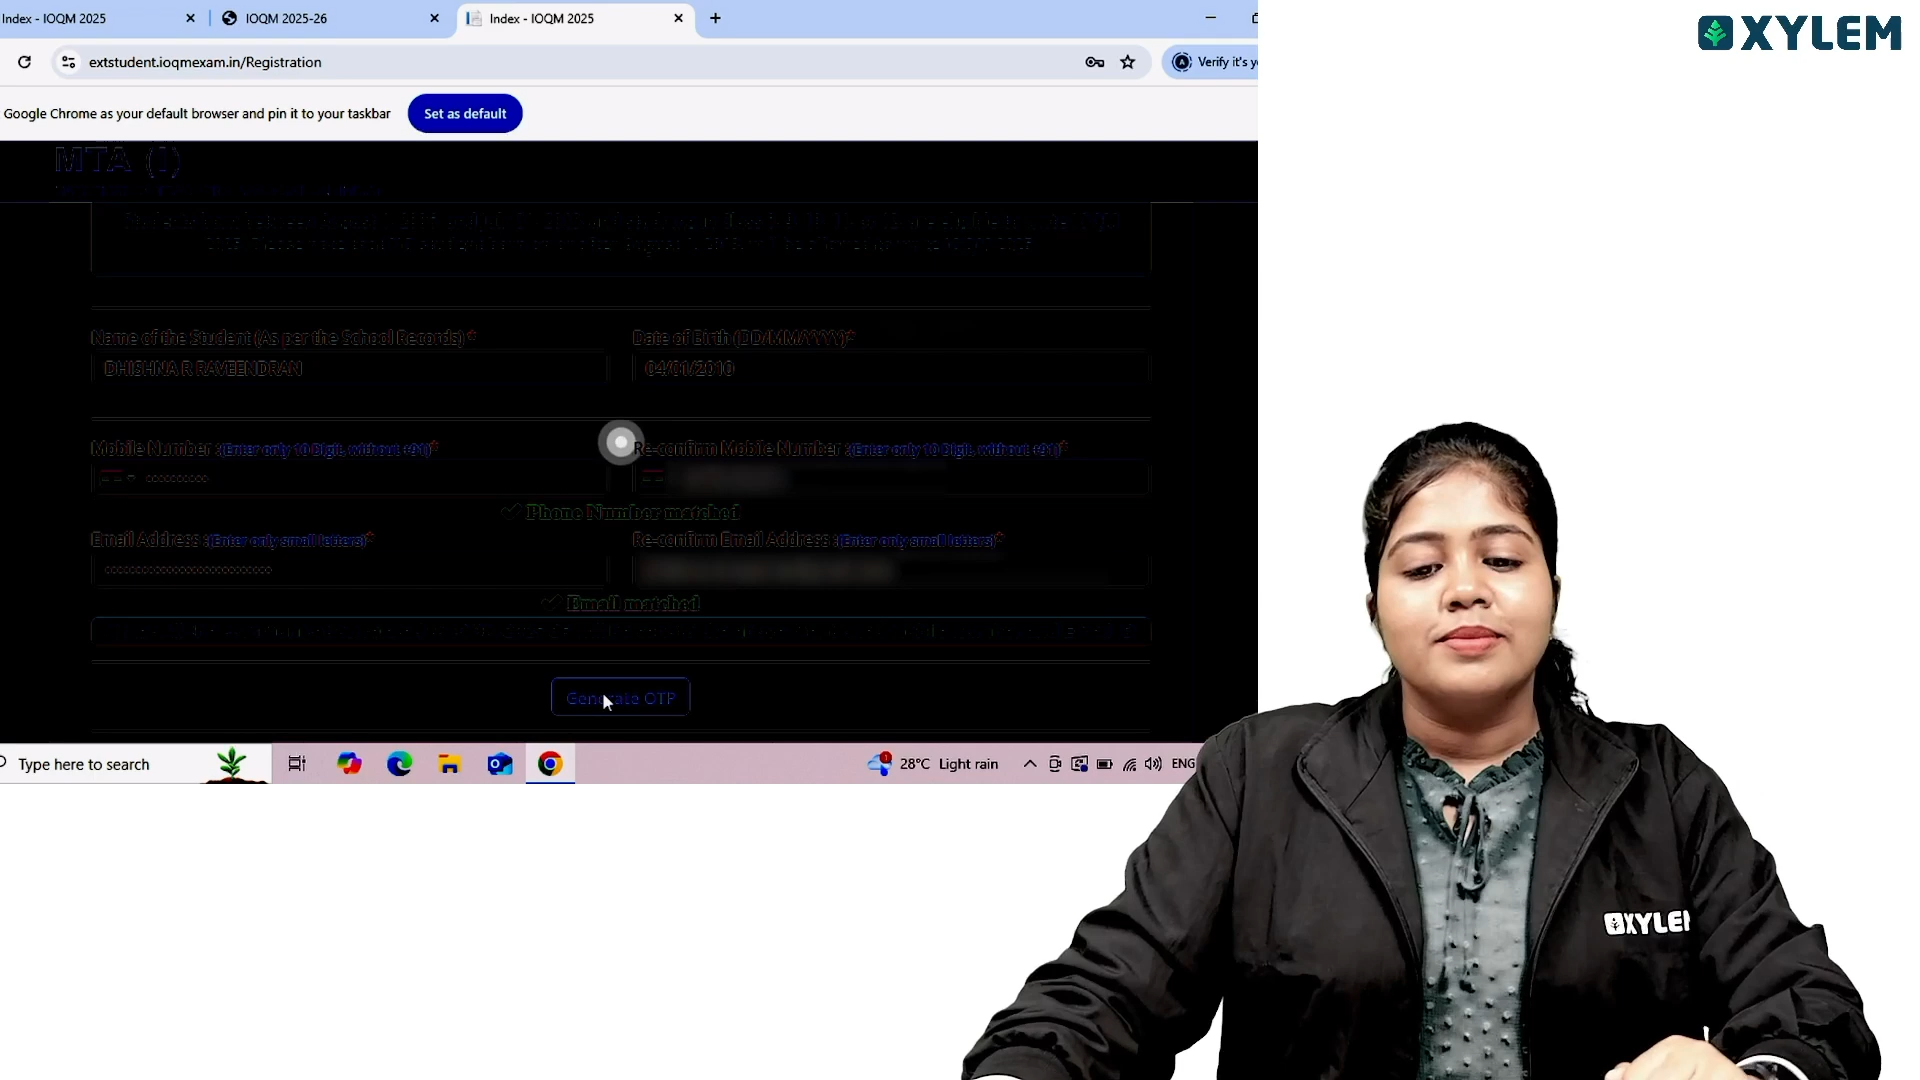 Index - IOQM 2025
IOQM 2025-26
Index - IOQM 2025
XYLEM
extstudent.ioqmexam.in/Registration
Verify it's y
Google Chrome as your default browser and pin it to your taskbar
Set as default
MTA (I)
Name of the Student (As per the School Records) *
Date of Birth (DD/MM/YYYY)*
DHISHNA R RAVEENDRAN
04/01/2010
Mobile Number :(Enter only 10 Digit, without +91)*
Re-confirm Mobile Number :(Enter only 10 Digit, without +91)*
Phone Number matched
Email Address :(Enter only small letters)*
Re-confirm Email Address :(Enter only small letters)*
Email matched
Generate OTP
Type here to search
28°C Light rain
ENG
XYLEM